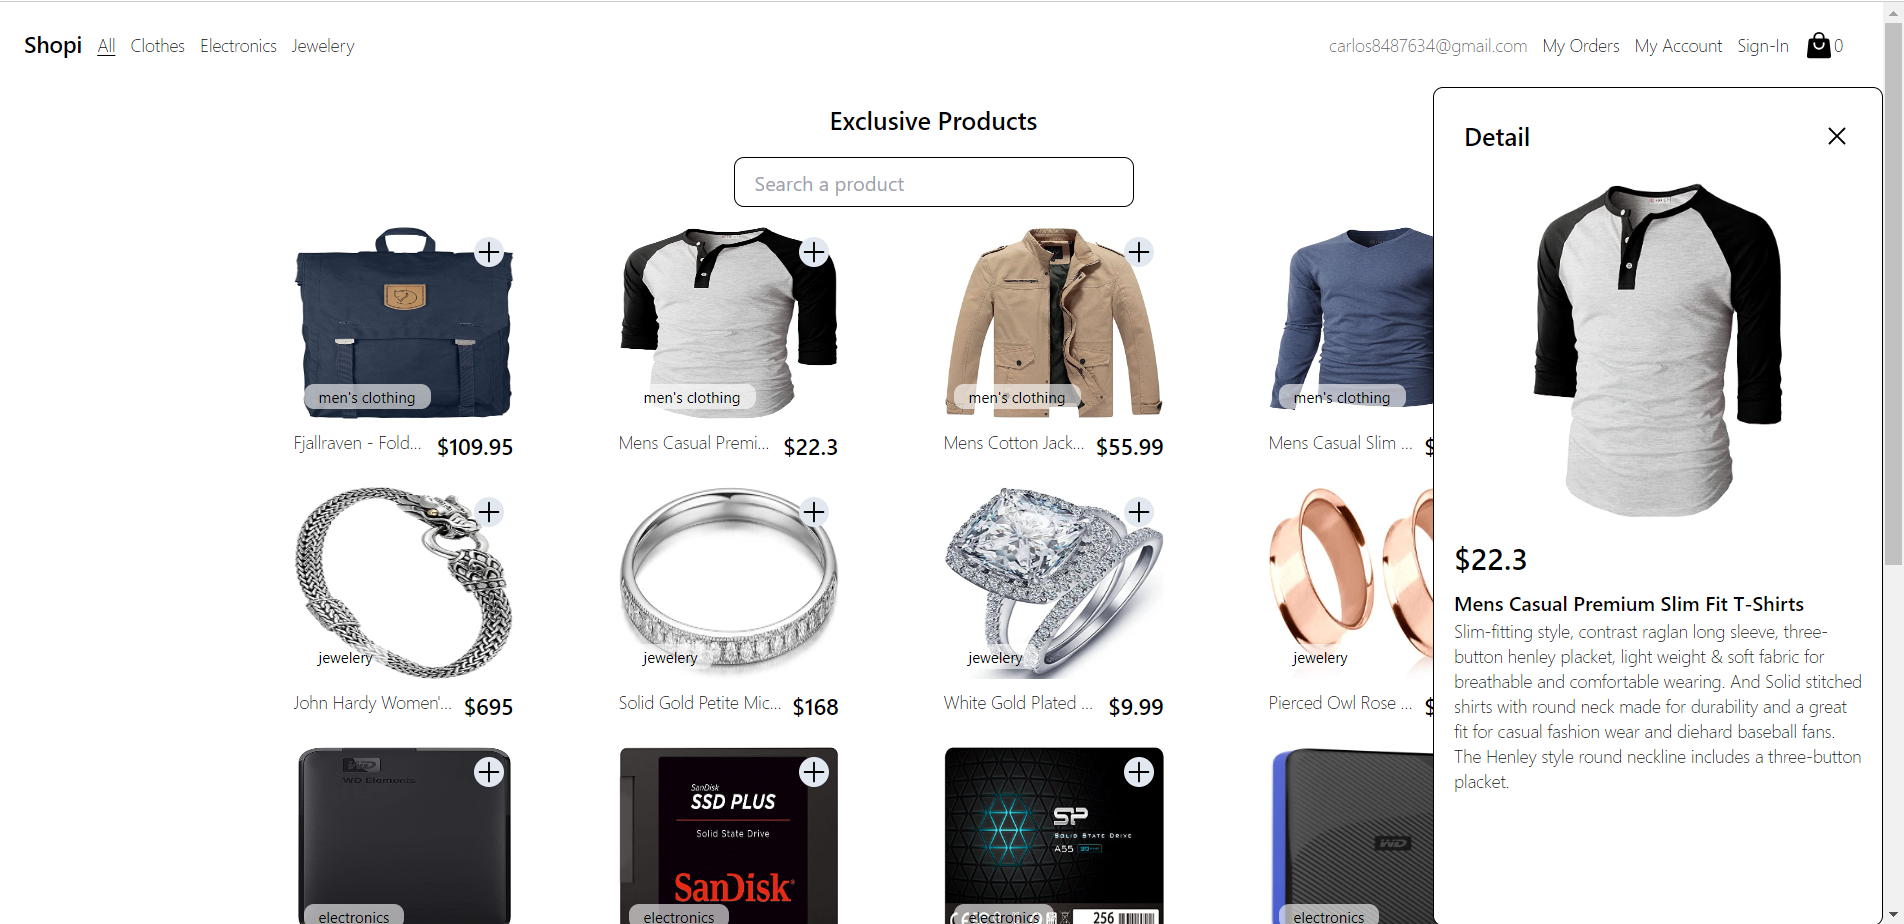 Shopi All Clothes Electronics Jewelery
carlos8487634@gmail.com My Orders My Account Sign-In 0
Exclusive Products
Search a product
men's clothing
Fjallraven - Fold... $109.95
men's clothing
Mens Casual Premi... $22.3
men's clothing
Mens Cotton Jack... $55.99
men's clothing
Mens Casual Slim ... $
jewelery
John Hardy Women'... $695
jewelery
Solid Gold Petite Mic... $168
jewelery
White Gold Plated ... $9.99
jewelery
Pierced Owl Rose ... $
WD
WD Elements
electronics
SanDisk
SSD PLUS
Solid State Drive
SanDisk
electronics
SP
SOLID STATE DRIVE
A55
256
electronics
WD
electronics
Detail
$22.3
Mens Casual Premium Slim Fit T-Shirts
Slim-fitting style, contrast raglan long sleeve, three-
button henley placket, light weight & soft fabric for
breathable and comfortable wearing. And Solid stitched
shirts with round neck made for durability and a great
fit for casual fashion wear and diehard baseball fans.
The Henley style round neckline includes a three-button
placket.